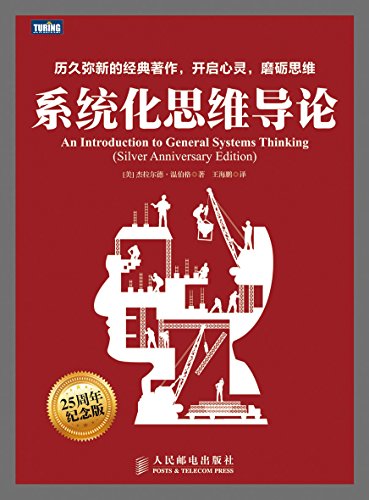 TURING
历久弥新的经典著作，开启心灵，磨砺思维
系统化思维导论
An Introduction to General Systems Thinking
(Silver Anniversary Edition)
[美] 杰拉尔德·温伯格 著 王海鹏 译
25周年
纪念版
人民邮电出版社
POSTS & TELECOM PRESS